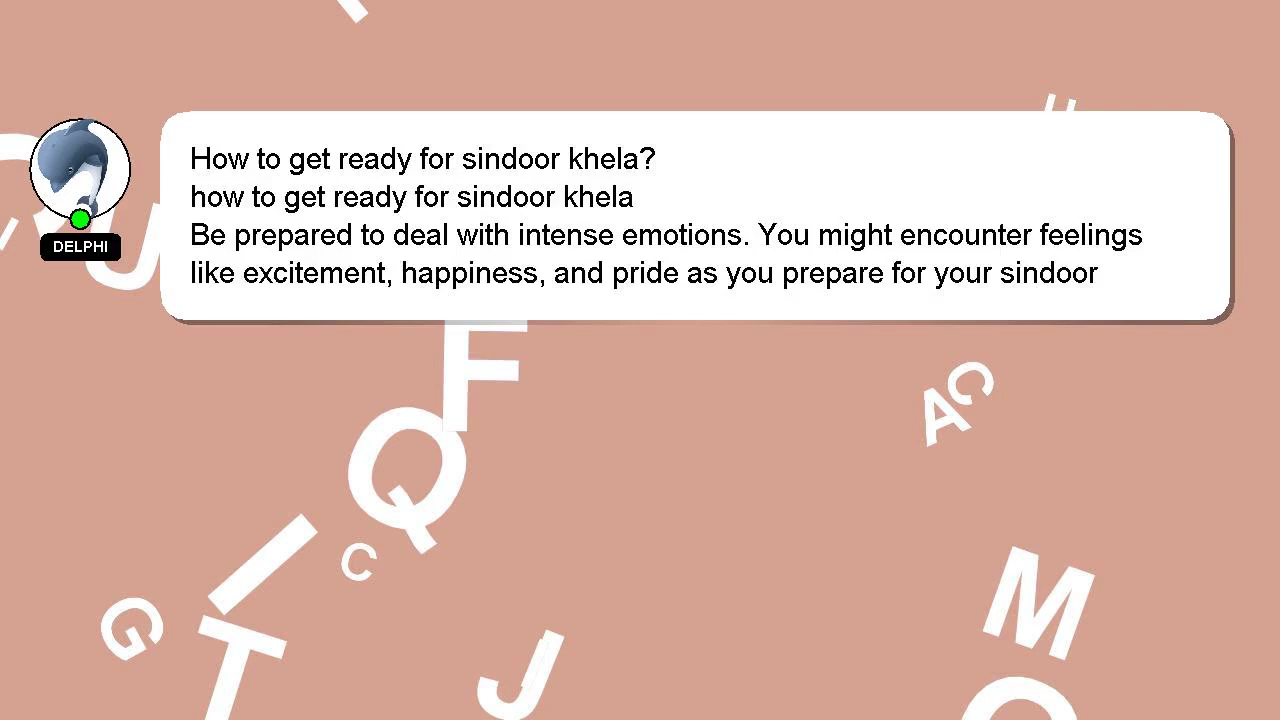 How to get ready for sindoor khela?
how to get ready for sindoor khela
Be prepared to deal with intense emotions. You might encounter feelings
like excitement, happiness, and pride as you prepare for your sindoor
DELPHI
F
Q
C
A
C
I
G
T
J
M